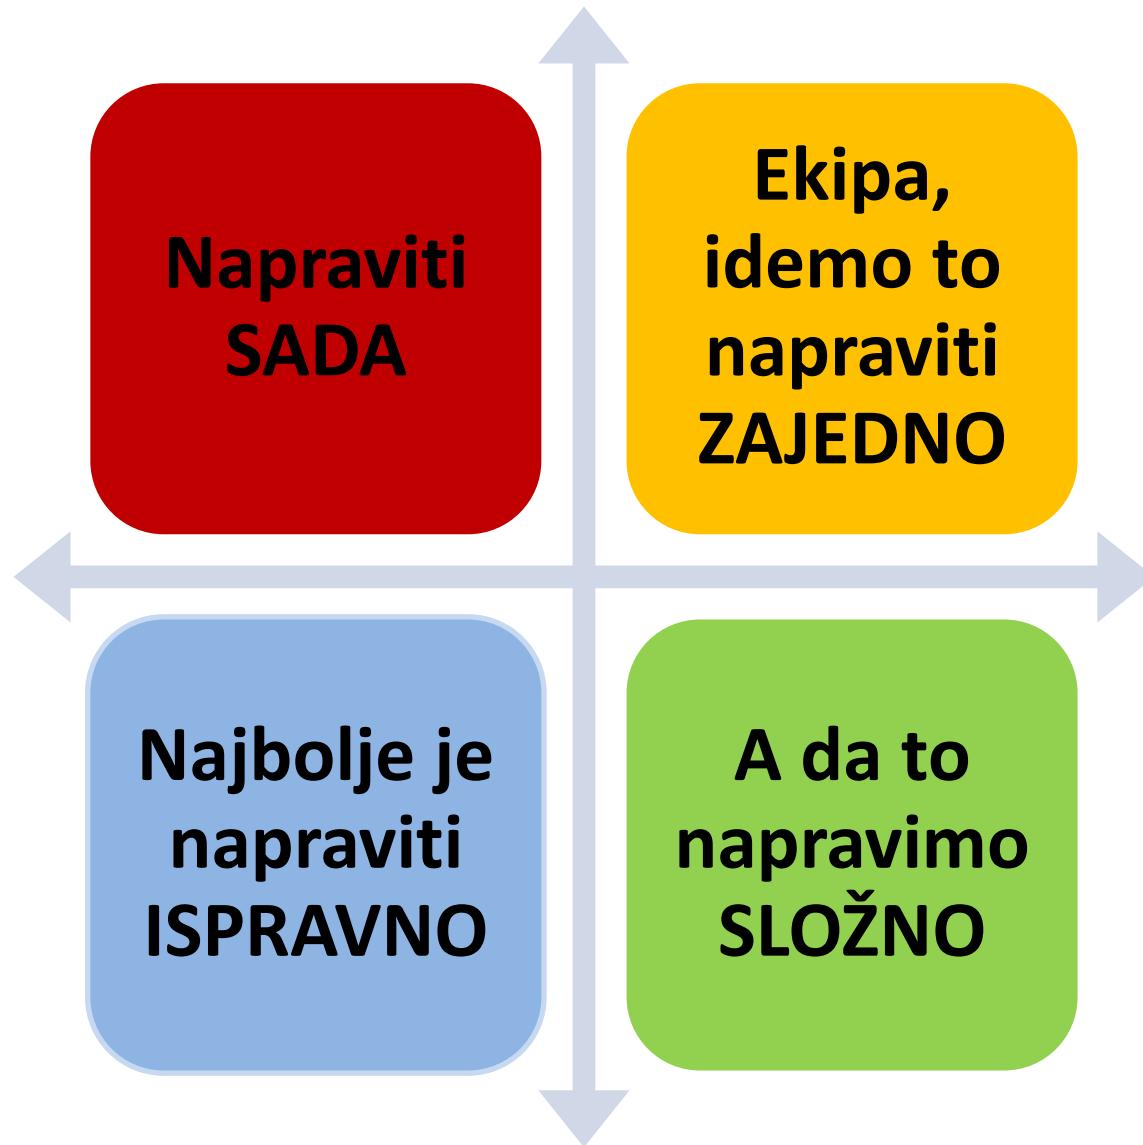 Napraviti
SADA
Ekipa,
idemo to
napraviti
ZAJEDNO
Najbolje je
napraviti
ISPRAVNO
A da to
napravimo
SLOŽNO